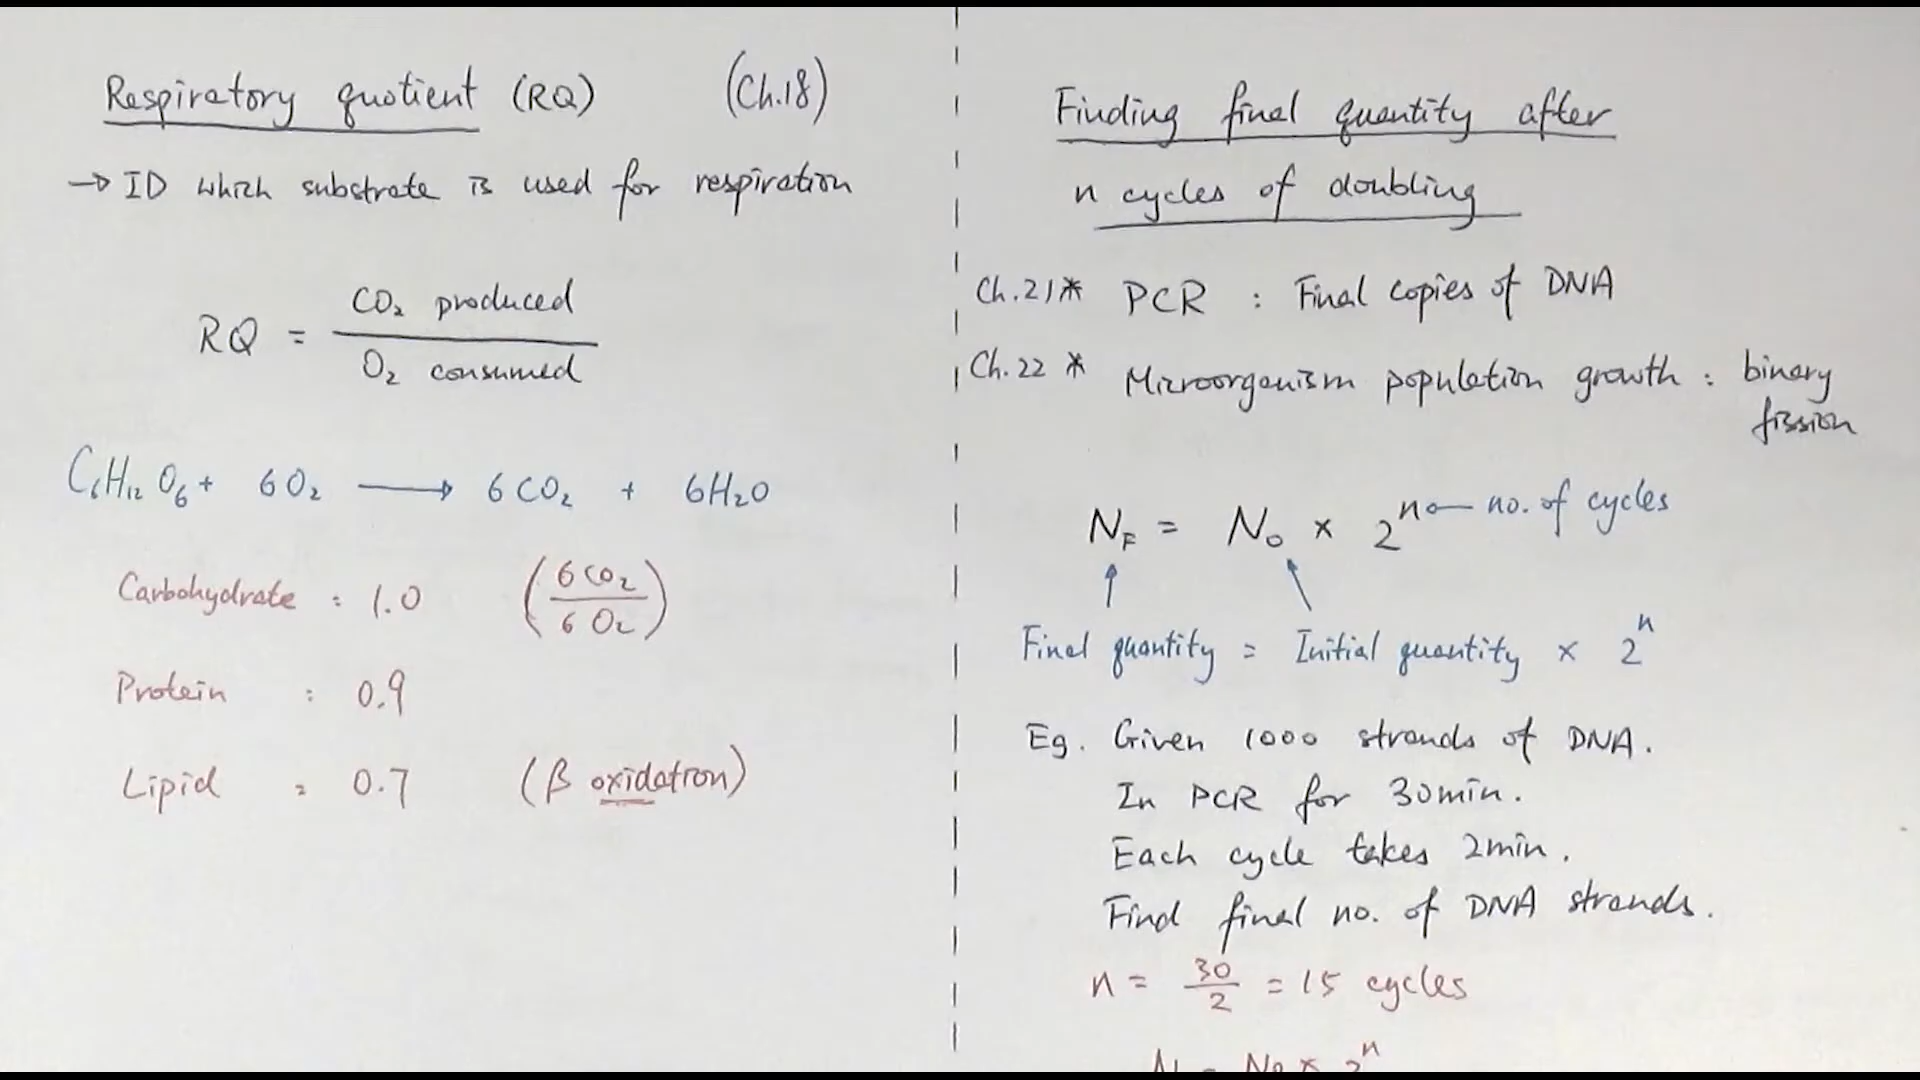 Respiratory quotient (RQ) (Ch.18)
→ ID which substrate is used for respiration
RQ = CO₂ produced
O₂ consumed
C₆H₁₂O₆ + 6O₂ → 6CO₂ + 6H₂O
Carbohydrate : 1.0 (6CO₂ / 6O₂)
Protein : 0.9
Lipid : 0.7 (β oxidation)
Finding final quantity after
n cycles of doubling
Ch.21* PCR : Final copies of DNA
Ch.22* Microorganism population growth : binary
fission
N_F = N₀ × 2ⁿ no. of cycles
Final quantity = Initial quantity × 2ⁿ
Eg. Given 1000 strands of DNA.
In PCR for 30min.
Each cycle takes 2min.
Find final no. of DNA strands.
n = 30/2 = 15 cycles